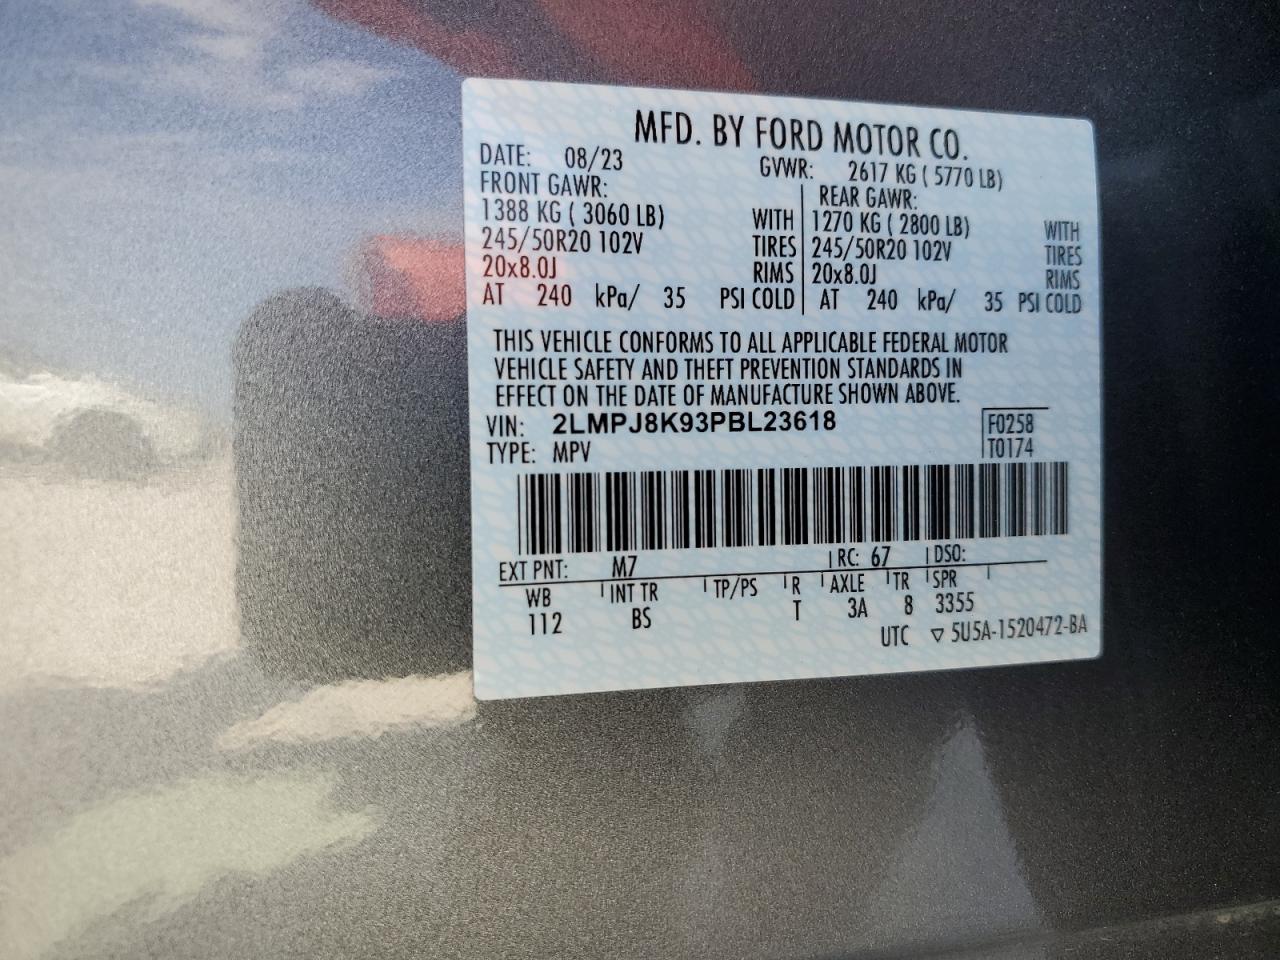 MFD. BY FORD MOTOR CO.
DATE: 08/23 GVWR: 2617 KG ( 5770 LB)
FRONT GAWR: REAR GAWR:
1388 KG ( 3060 LB) WITH 1270 KG ( 2800 LB) WITH
245/50R20 102V TIRES 245/50R20 102V TIRES
20x8.0J RIMS 20x8.0J RIMS
AT 240 kPa/ 35 PSI COLD AT 240 kPa/ 35 PSI COLD
THIS VEHICLE CONFORMS TO ALL APPLICABLE FEDERAL MOTOR
VEHICLE SAFETY AND THEFT PREVENTION STANDARDS IN
EFFECT ON THE DATE OF MANUFACTURE SHOWN ABOVE.
VIN: 2LMPJ8K93PBL23618 F0258
TYPE: MPV T0174
EXT PNT: M7 RC: 67 DSO:
WB INT TR TP/PS R AXLE TR SPR
112 BS T 3A 8 3355
UTC ▽ 5U5A-1520472-BA